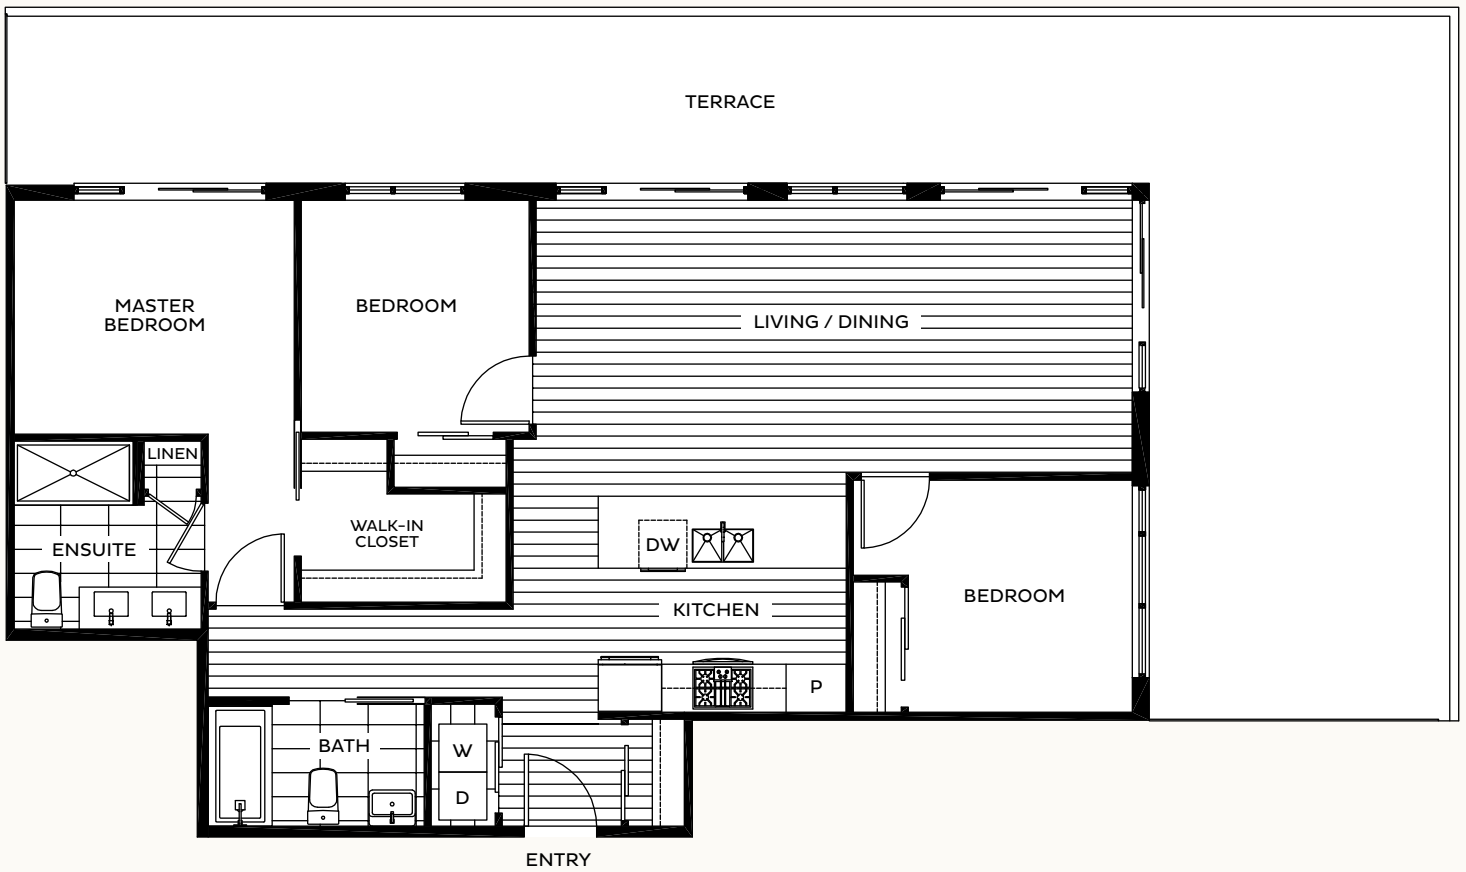 TERRACE
MASTER
BEDROOM
BEDROOM
LIVING / DINING
LINEN
WALK-IN
CLOSET
ENSUITE
DW
KITCHEN
BEDROOM
P
BATH
W
D
ENTRY